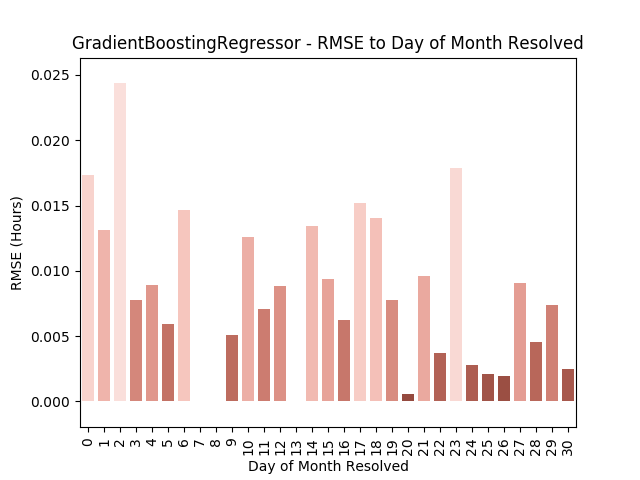 GradientBoostingRegressor - RMSE to Day of Month Resolved
0.025
0.020
0.015
0.010
0.005
0.000
RMSE (Hours)
0 1 2 3 4 5 6 7 8 9 10 11 12 13 14 15 16 17 18 19 20 21 22 23 24 25 26 27 28 29 30
Day of Month Resolved